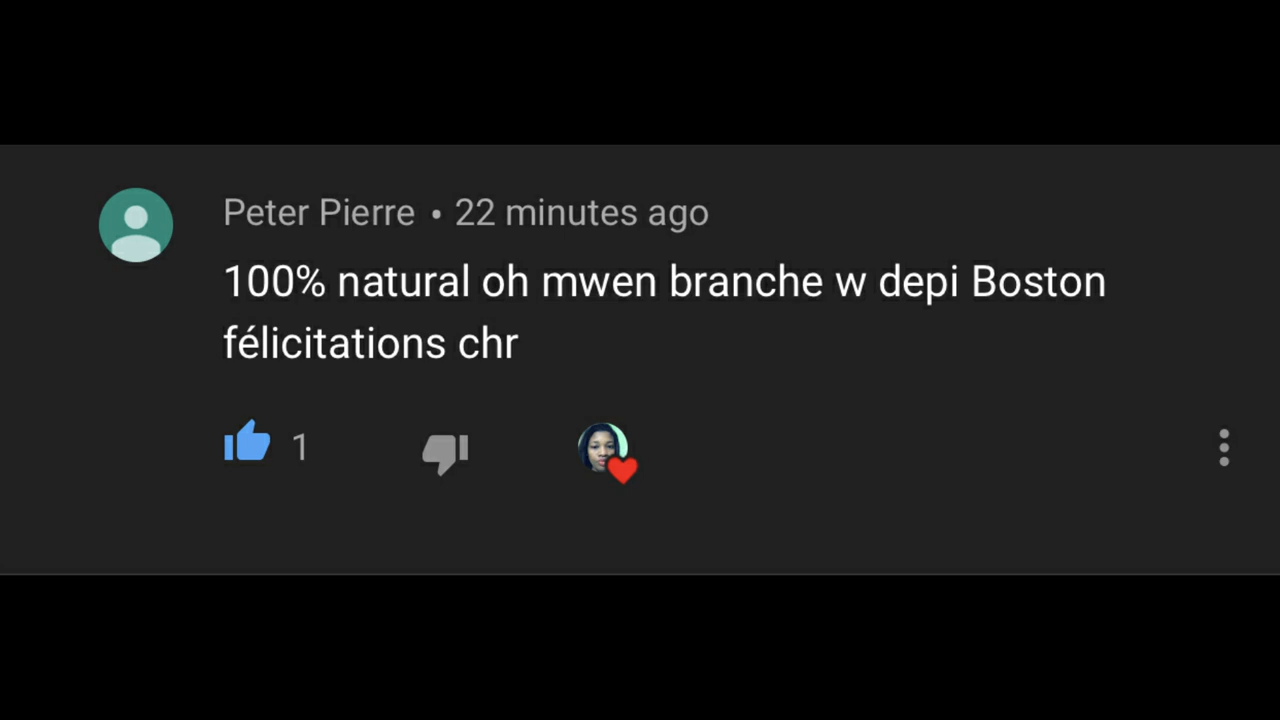 Peter Pierre • 22 minutes ago
100% natural oh mwen branche w depi Boston
félicitations chr
1